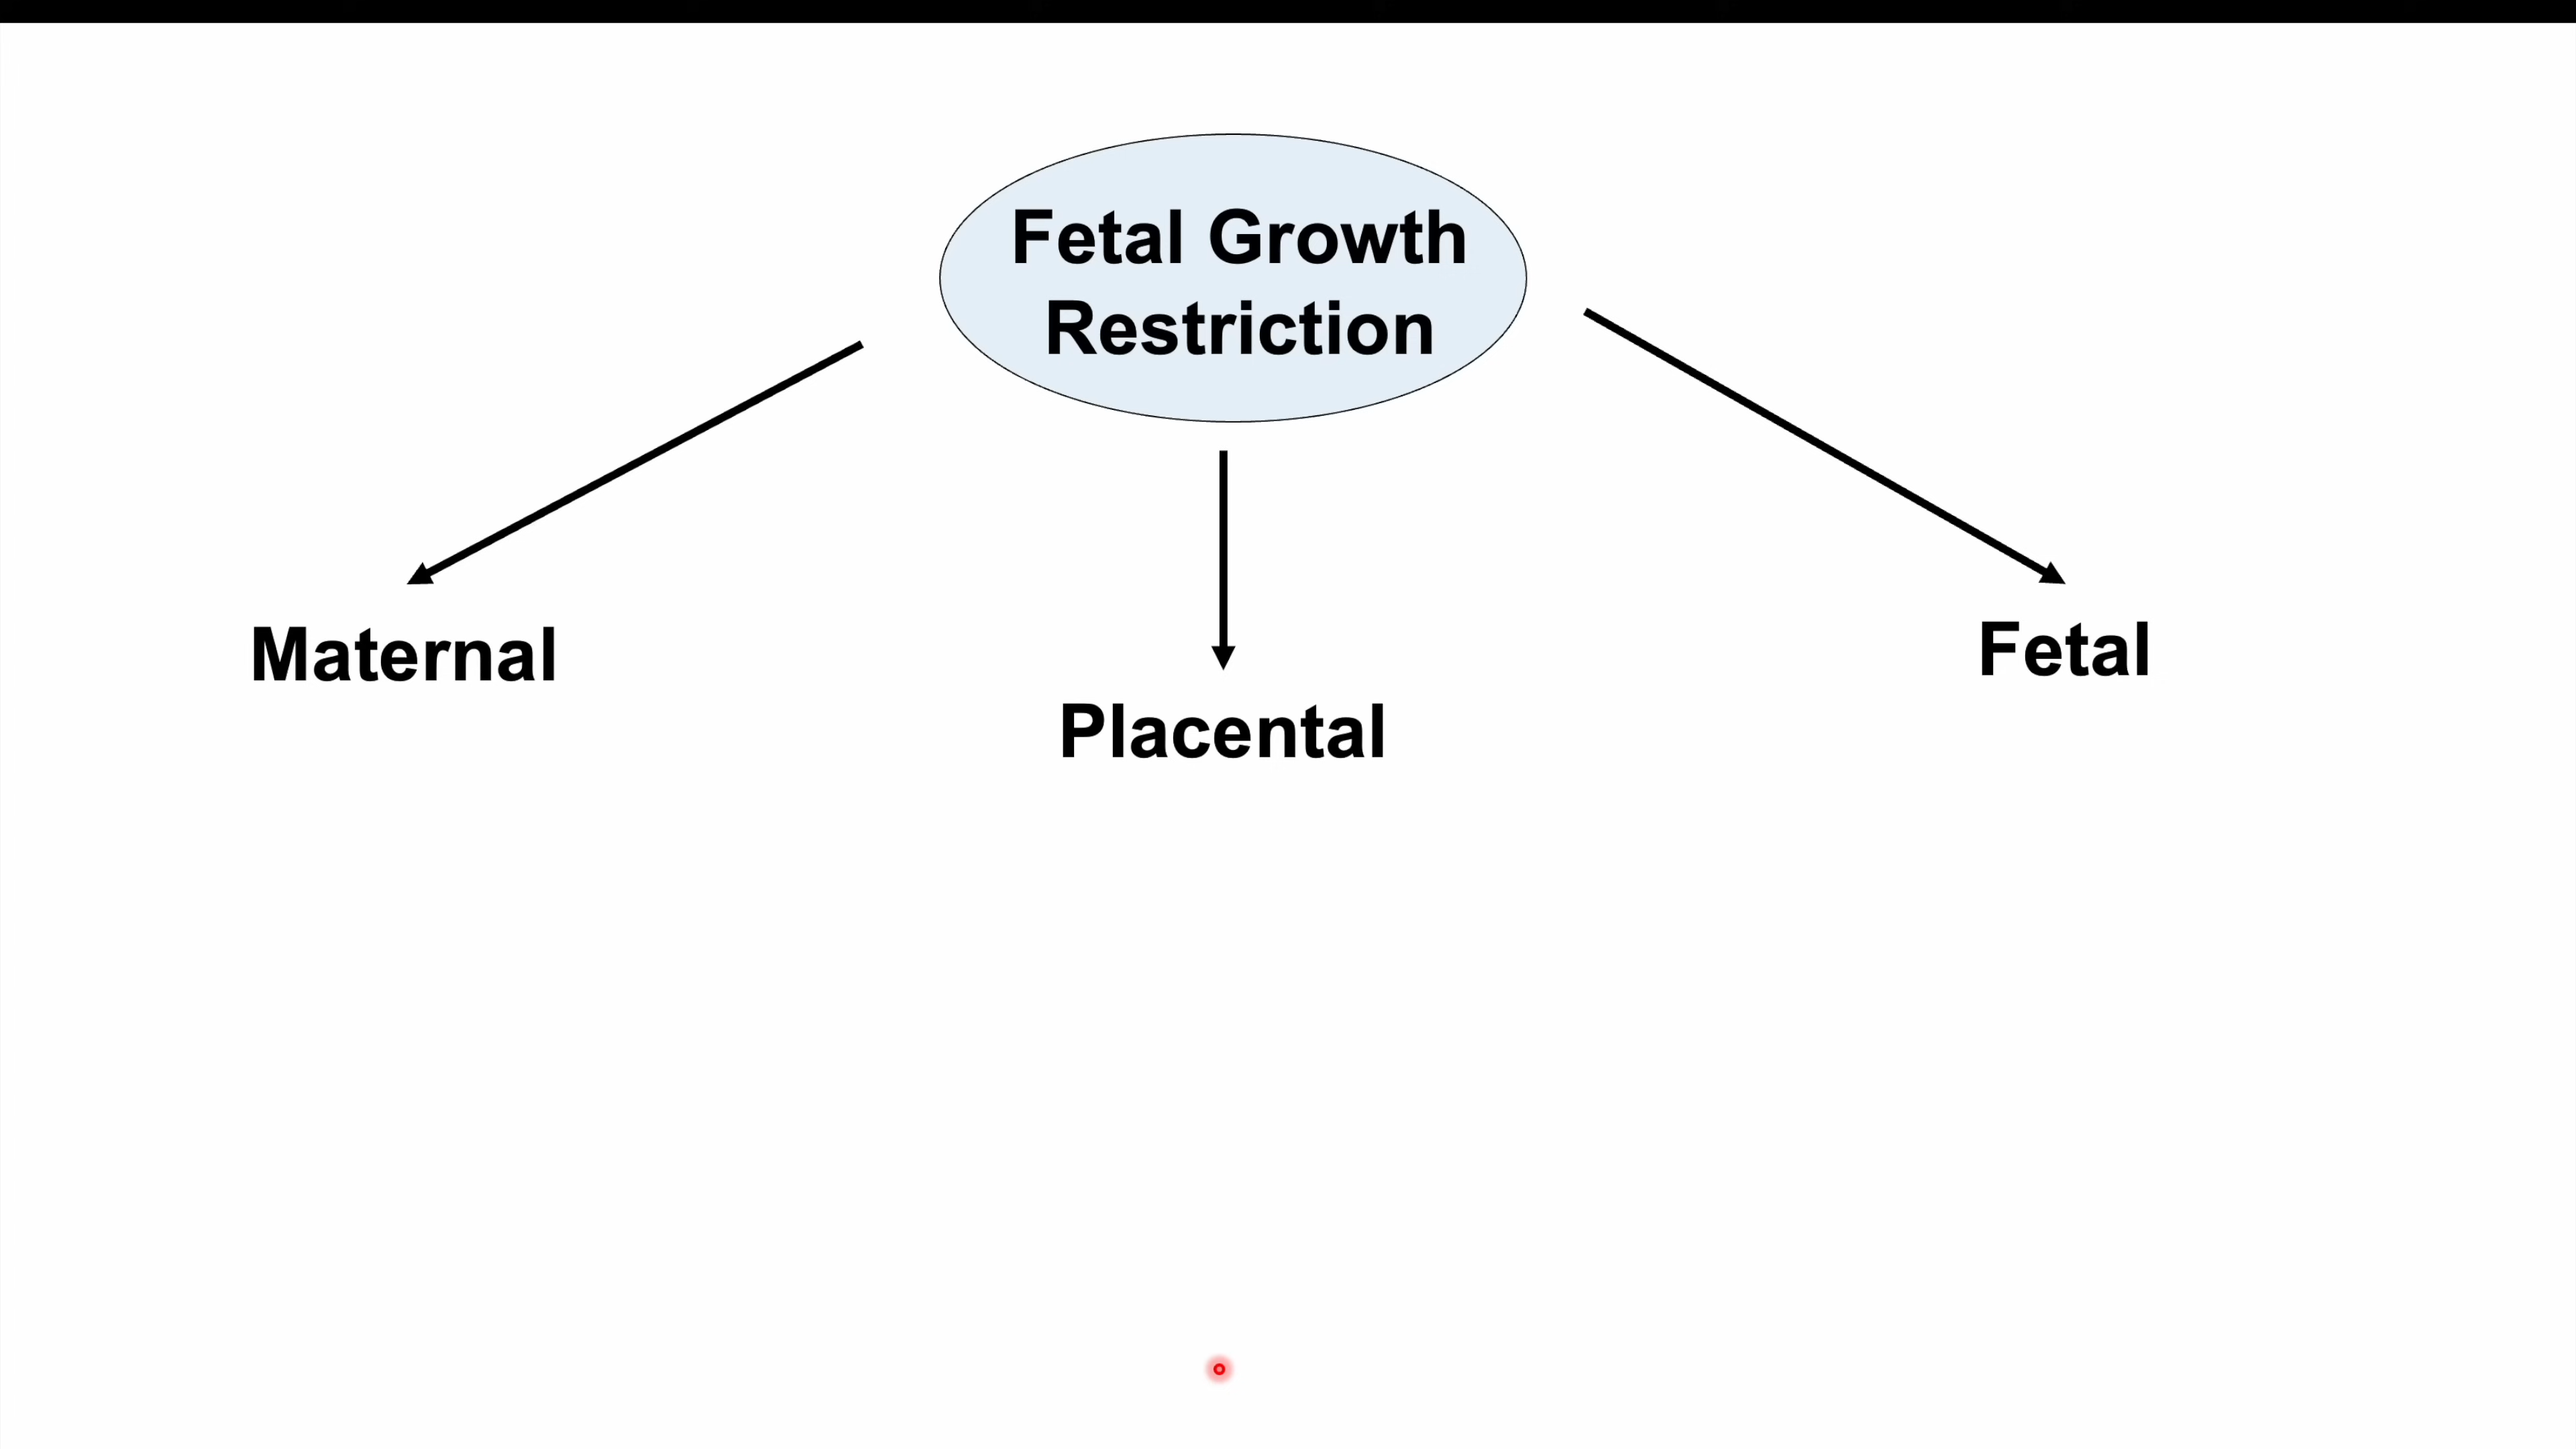 Fetal Growth
Restriction
Maternal
Fetal
Placental